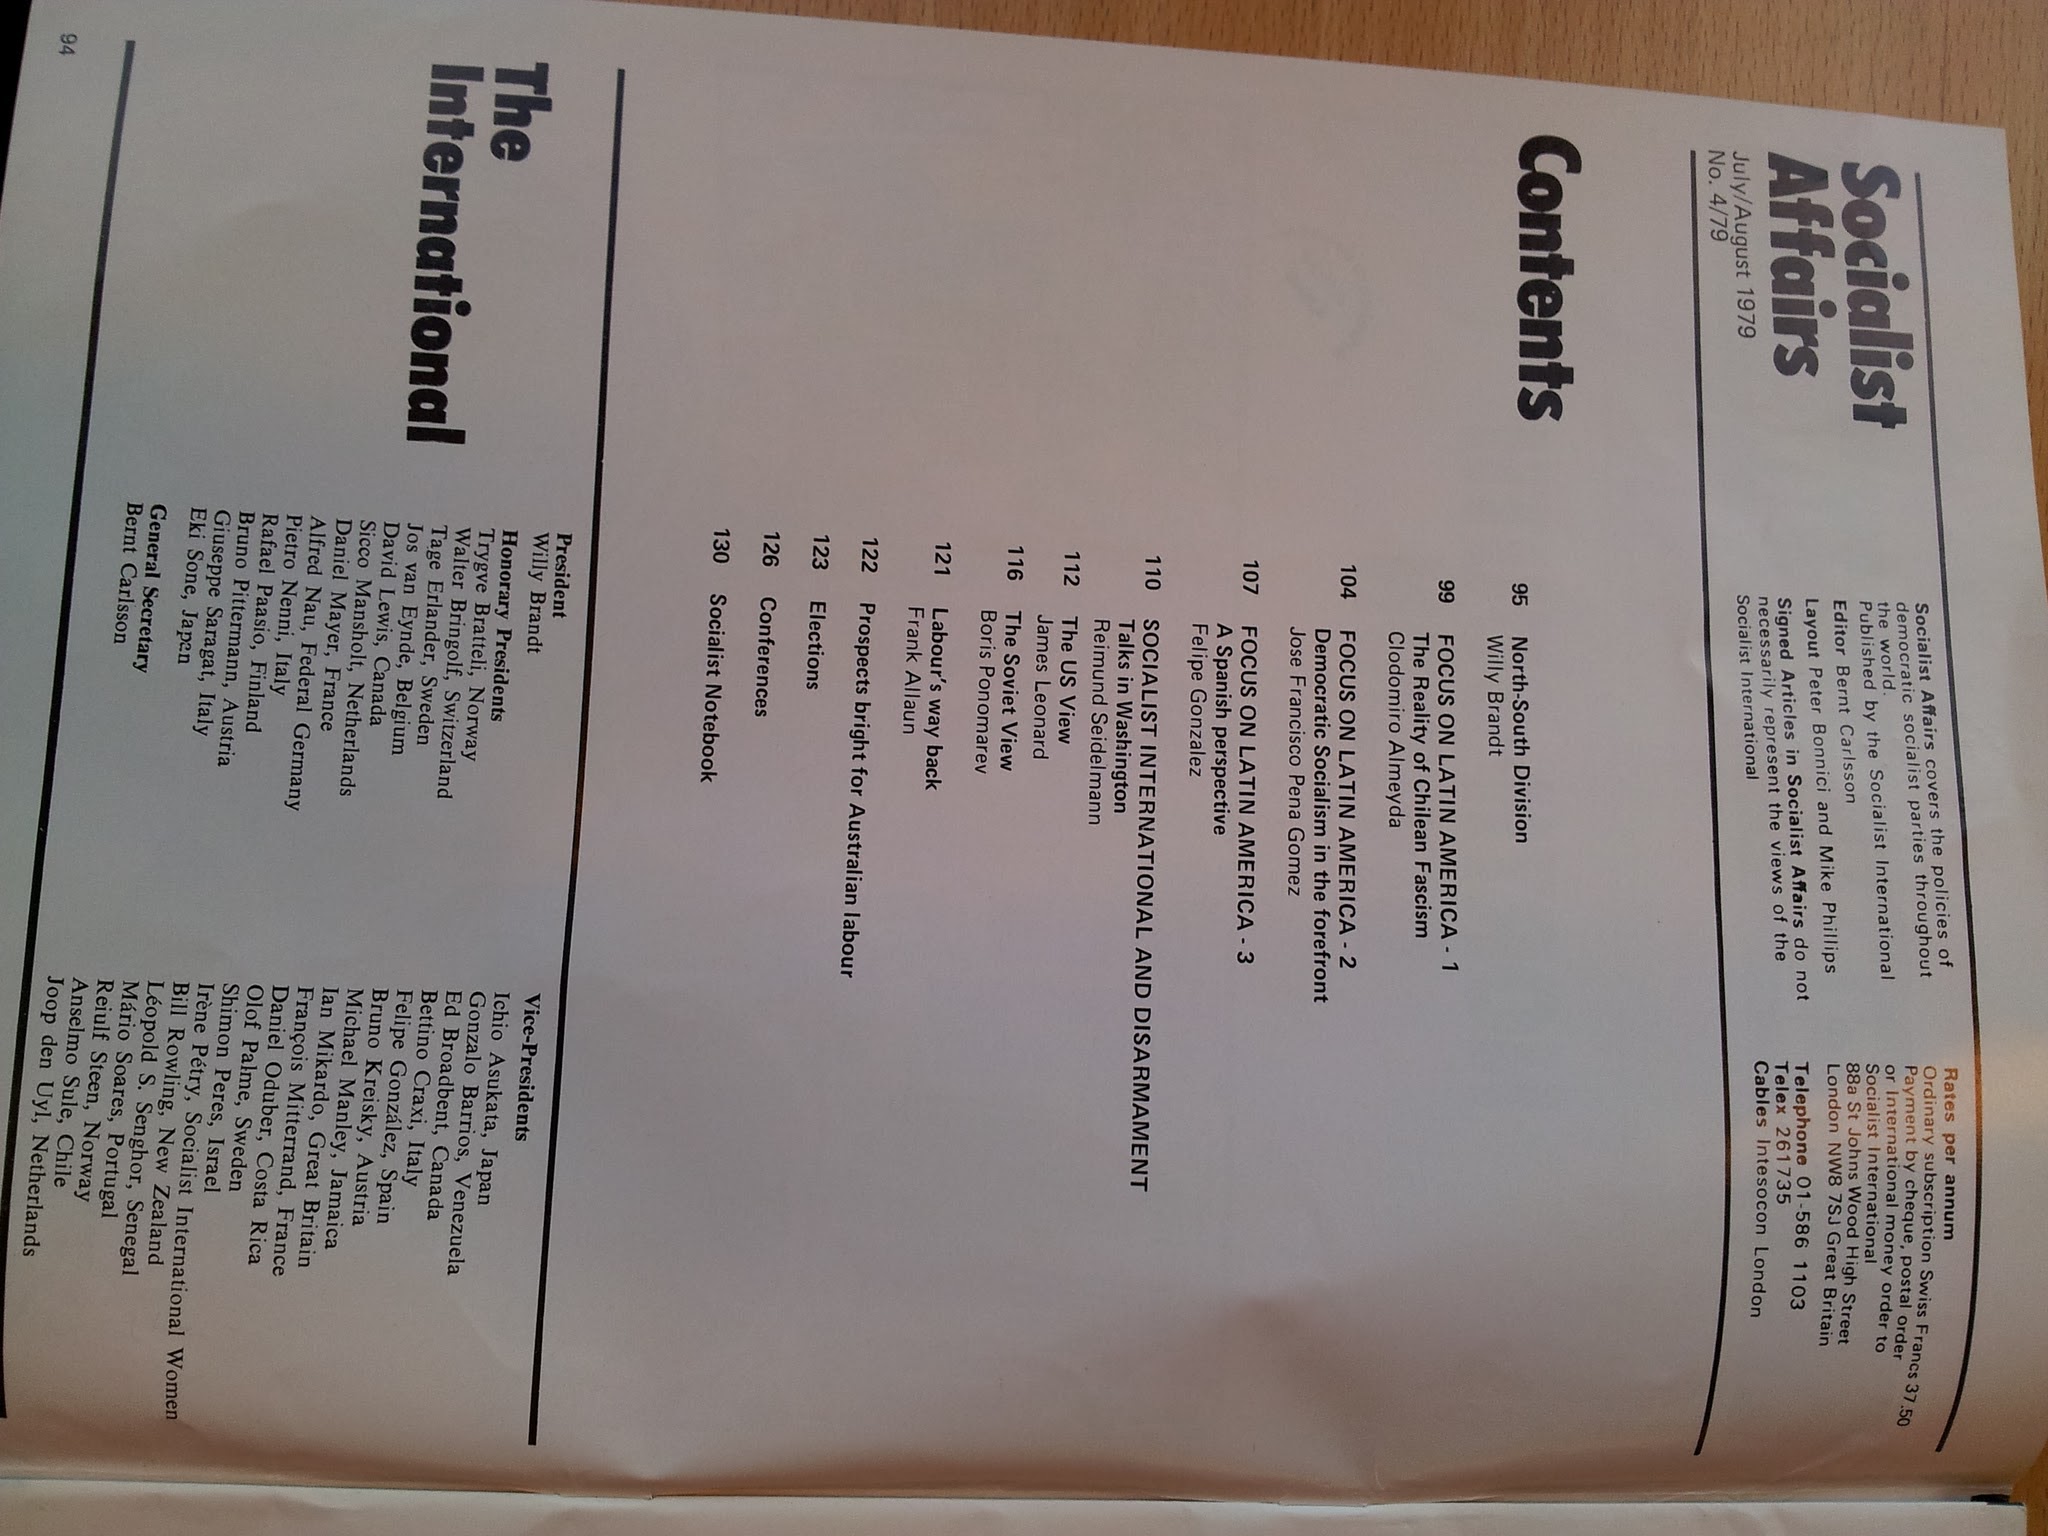 Socialist
Affairs
July/August 1979
No. 4/79
Socialist Affairs covers the policies of
democratic socialist parties throughout
the world.
Published by the Socialist International
Editor Bernt Carlsson
Layout Peter Bonnici and Mike Phillips
Signed Articles in Socialist Affairs do not
necessarily represent the views of the
Socialist International
Rates per annum
Ordinary subscription Swiss Francs 37.50
Payment by cheque, postal order
or International money order to
Socialist International
88a St Johns Wood High Street
London NW8 7SJ Great Britain
Telephone 01-586 1103
Telex 261735
Cables Intesocon London
Contents
95 North-South Division
Willy Brandt
99 FOCUS ON LATIN AMERICA - 1
The Reality of Chilean Fascism
Clodomiro Almeyda
104 FOCUS ON LATIN AMERICA - 2
Democratic Socialism in the forefront
Jose Francisco Pena Gomez
107 FOCUS ON LATIN AMERICA - 3
A Spanish perspective
Felipe Gonzalez
110 SOCIALIST INTERNATIONAL AND DISARMAMENT
Talks in Washington
Reimund Seidelmann
112 The US View
James Leonard
116 The Soviet View
Boris Ponomarev
121 Labour's way back
Frank Allaun
122 Prospects bright for Australian labour
123 Elections
126 Conferences
130 Socialist Notebook
The
International
President
Willy Brandt
Honorary Presidents
Trygve Bratteli, Norway
Walter Bringolf, Switzerland
Tage Erlander, Sweden
Jos van Eynde, Belgium
David Lewis, Canada
Sicco Mansholt, Netherlands
Daniel Mayer, France
Alfred Nau, Federal Germany
Pietro Nenni, Italy
Rafael Paasio, Finland
Bruno Pittermann, Austria
Giuseppe Saragat, Italy
Eki Sone, Japan
General Secretary
Bernt Carlsson
Vice-Presidents
Ichio Asukata, Japan
Gonzalo Barrios, Venezuela
Ed Broadbent, Canada
Bettino Craxi, Italy
Felipe González, Spain
Bruno Kreisky, Austria
Michael Manley, Jamaica
Ian Mikardo, Great Britain
François Mitterrand, France
Daniel Oduber, Costa Rica
Olof Palme, Sweden
Shimon Peres, Israel
Irène Pétry, Socialist International Women
Bill Rowling, New Zealand
Léopold S. Senghor, Senegal
Mário Soares, Portugal
Reiulf Steen, Norway
Anselmo Sule, Chile
Joop den Uyl, Netherlands
94